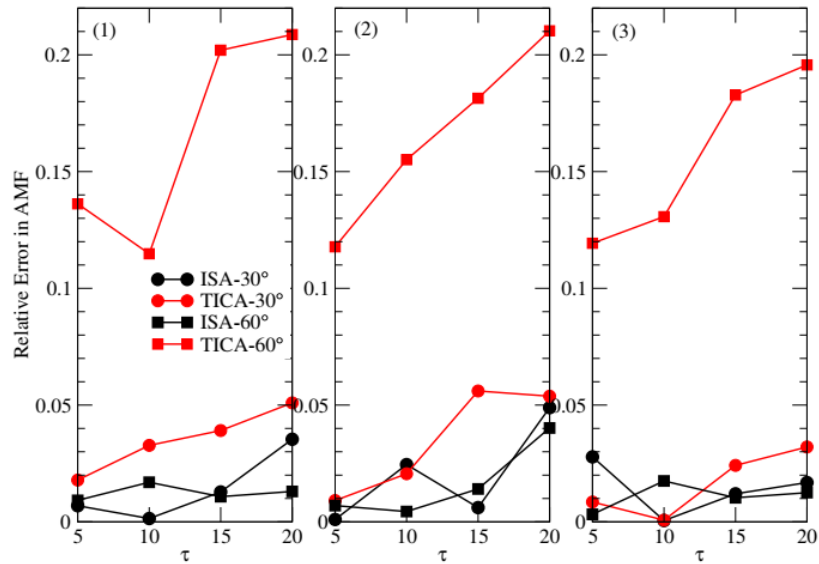 (1) (2) (3)
0.2 0.2 0.2
0.15 0.15 0.15
Relative Error in AMF
0.1 0.1 0.1
ISA-30°
TICA-30°
ISA-60°
TICA-60°
0.05 0.05 0.05
0 0 0
5 10 15 20 5 10 15 20 5 10 15 20
τ τ τ